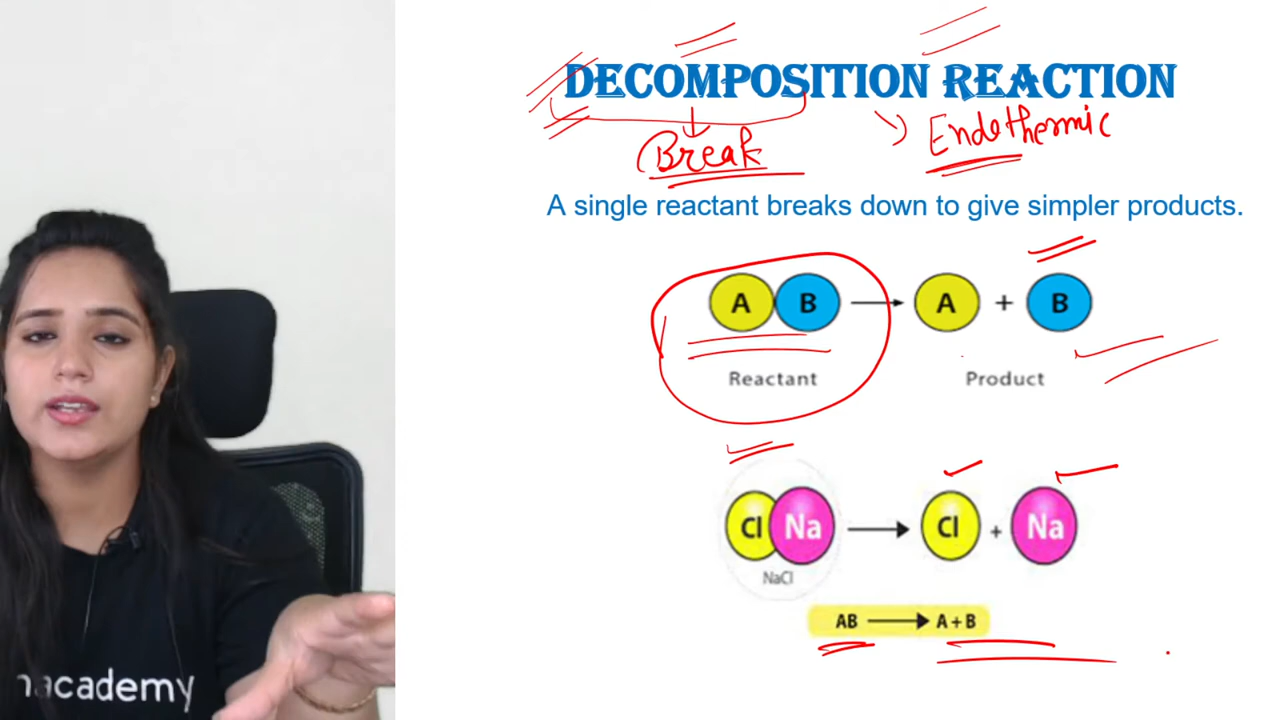 DECOMPOSITION REACTION
Break
Endothermic
A single reactant breaks down to give simpler products.
A B → A + B
Reactant Product
Cl Na → Cl + Na
NaCl
AB → A + B
nacademy